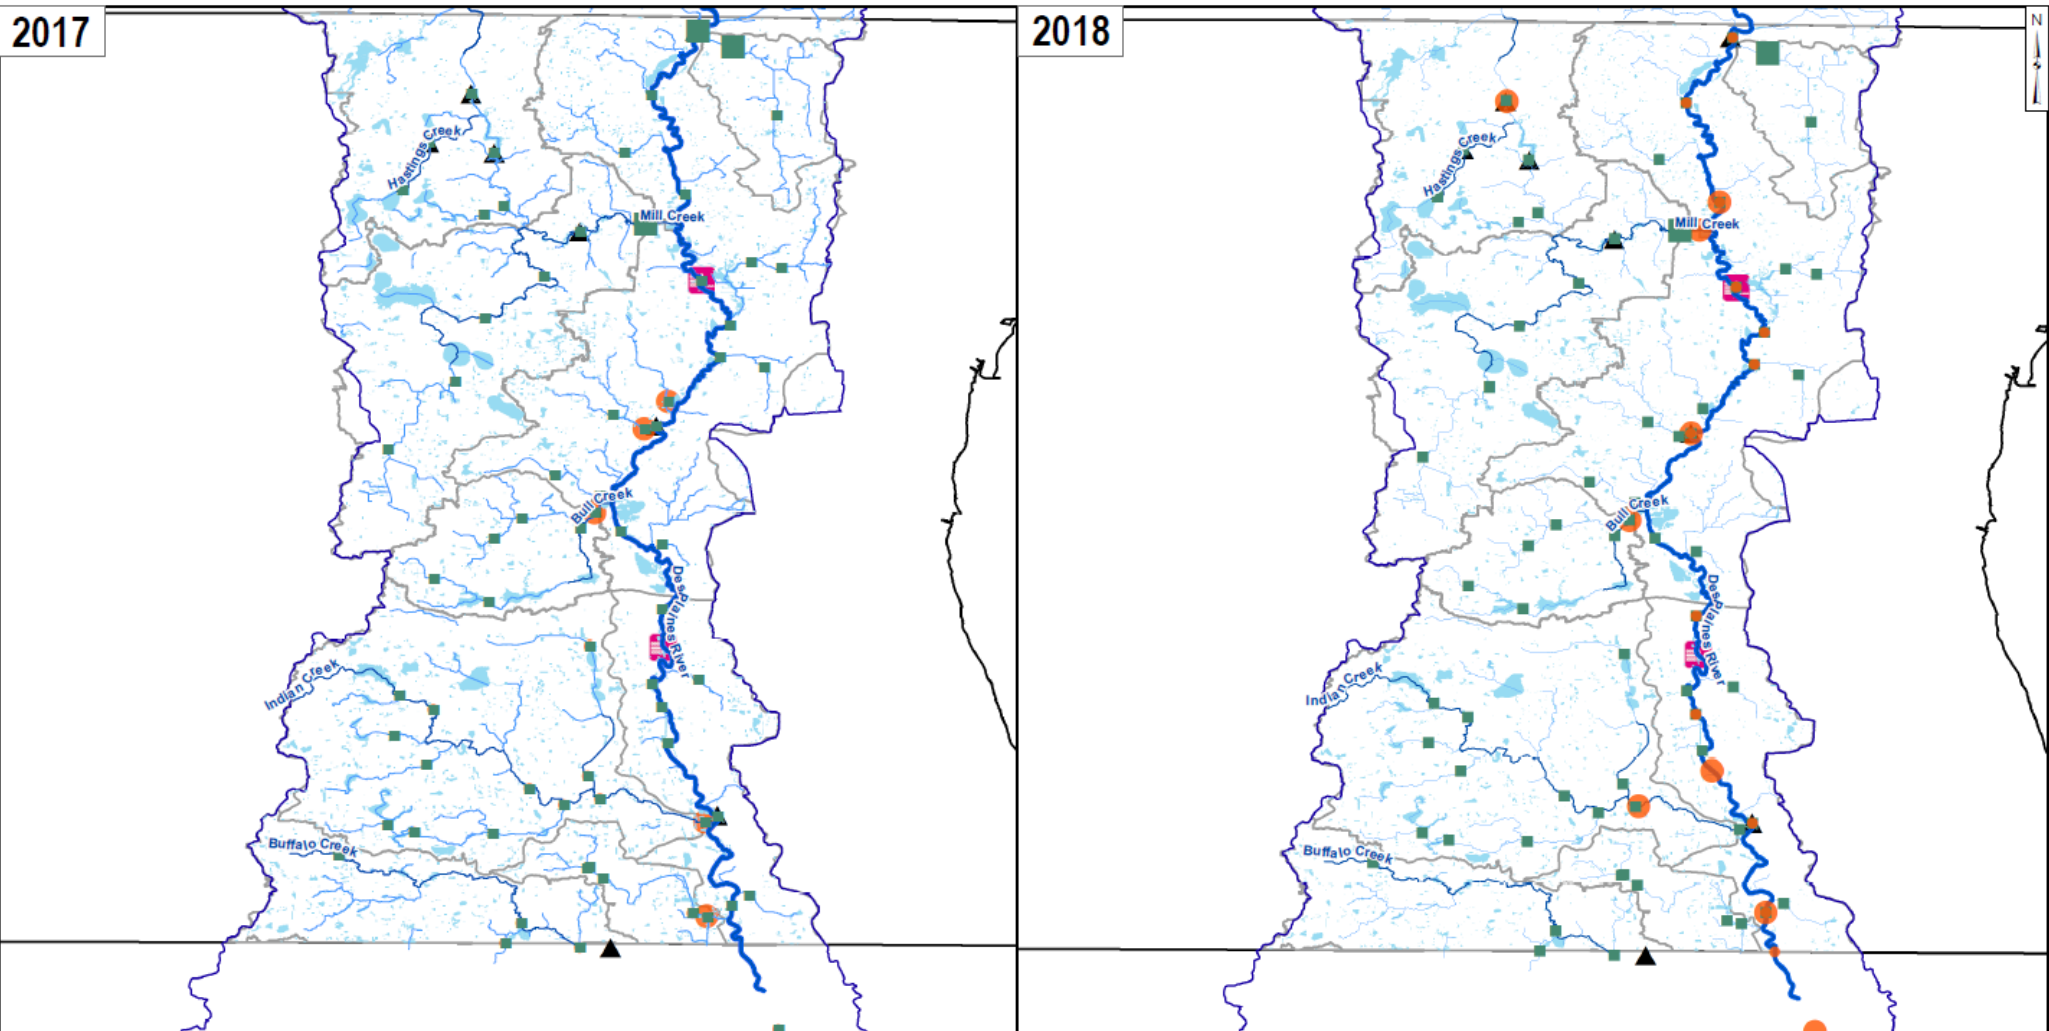 2017
Hastings Creek
Mill Creek
Bull Creek
Des Plaines River
Indian Creek
Buffalo Creek
2018
N
Hastings Creek
Mill Creek
Bull Creek
Des Plaines River
Indian Creek
Buffalo Creek